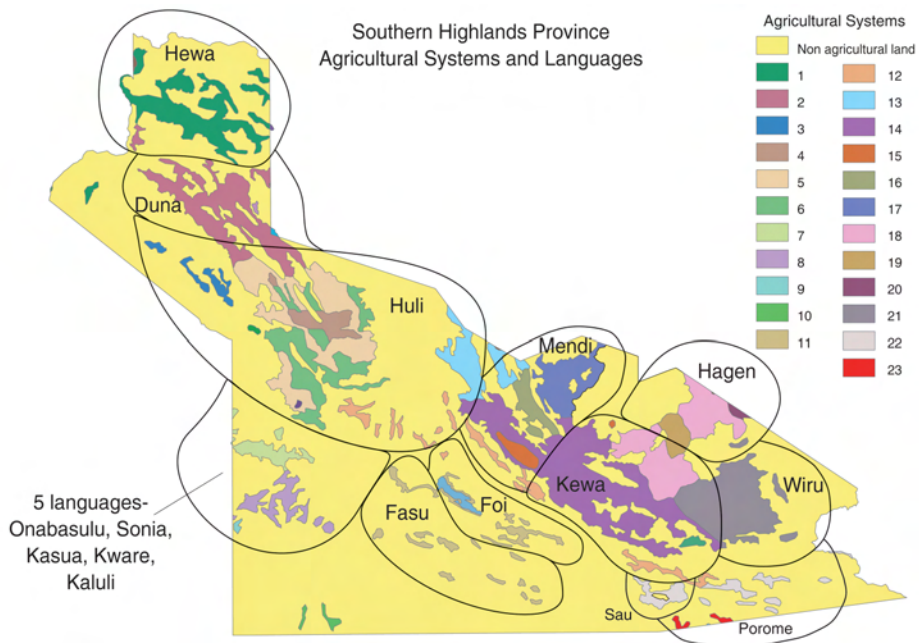 Southern Highlands Province
Agricultural Systems and Languages
Agricultural Systems
Non agricultural land
1
2
3
4
5
6
7
8
9
10
11
12
13
14
15
16
17
18
19
20
21
22
23
Hewa
Duna
Huli
Mendi
Hagen
Kewa
Wiru
Foi
Fasu
5 languages-
Onabasulu, Sonia,
Kasua, Kware,
Kaluli
Sau
Porome